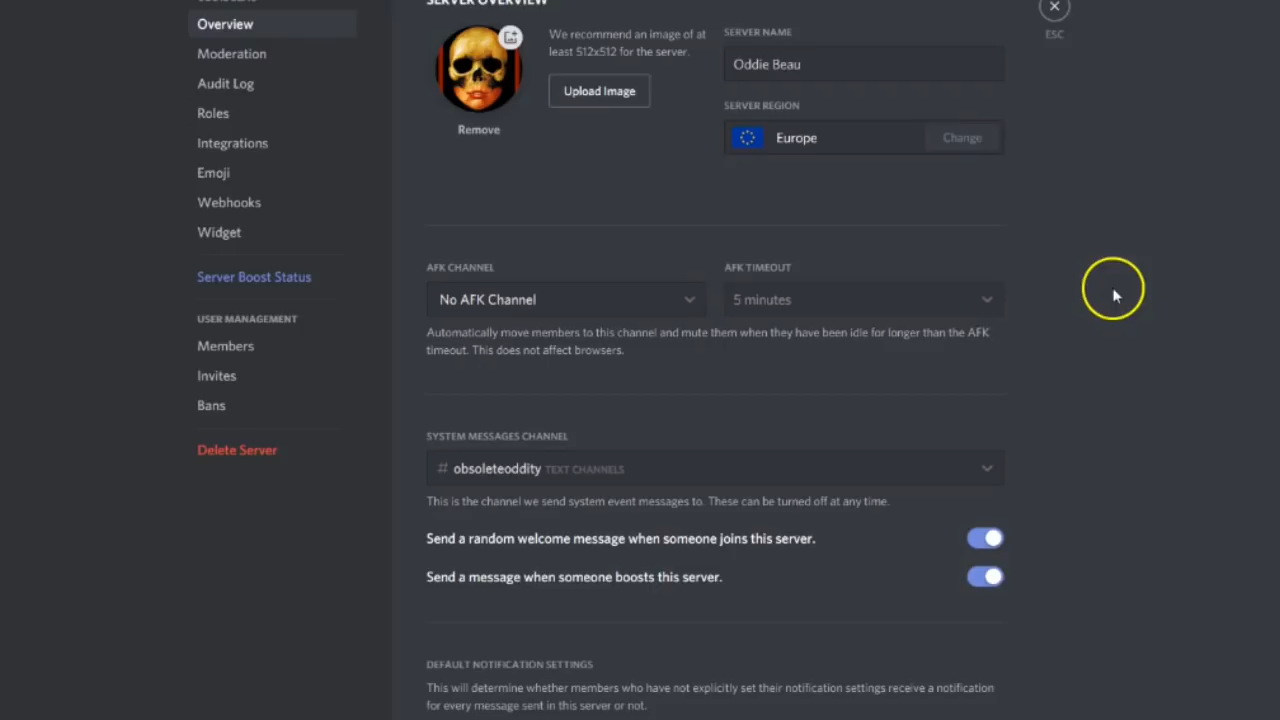 Overview
Moderation
Audit Log
Roles
Integrations
Emoji
Webhooks
Widget
Server Boost Status
USER MANAGEMENT
Members
Invites
Bans
Delete Server
SERVER OVERVIEW
Remove
We recommend an image of at
least 512x512 for the server.
Upload Image
SERVER NAME
Oddie Beau
SERVER REGION
Europe
Change
ESC
AFK CHANNEL
No AFK Channel
AFK TIMEOUT
5 minutes
Automatically move members to this channel and mute them when they have been idle for longer than the AFK
timeout. This does not affect browsers.
SYSTEM MESSAGES CHANNEL
# obsoleteoddity TEXT CHANNELS
This is the channel we send system event messages to. These can be turned off at any time.
Send a random welcome message when someone joins this server.
Send a message when someone boosts this server.
DEFAULT NOTIFICATION SETTINGS
This will determine whether members who have not explicitly set their notification settings receive a notification
for every message sent in this server or not.